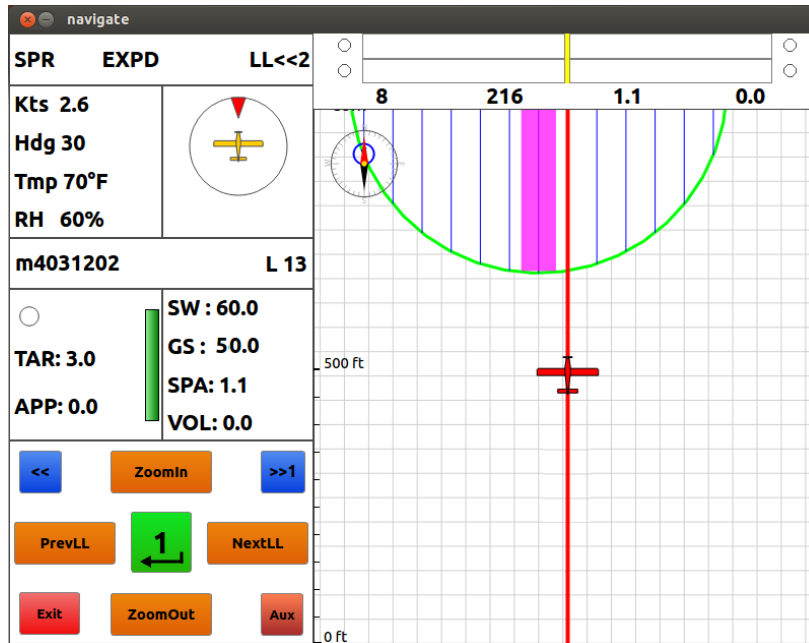 navigate
SPR EXPD LL<<2
8 216 1.1 0.0
Kts 2.6
Hdg 30
Tmp 70°F
RH 60%
m4031202 L 13
TAR: 3.0
APP: 0.0
SW : 60.0
GS : 50.0
SPA: 1.1
VOL: 0.0
500 ft
0 ft
<< ZoomIn >>1
PrevLL 1 NextLL
Exit ZoomOut Aux